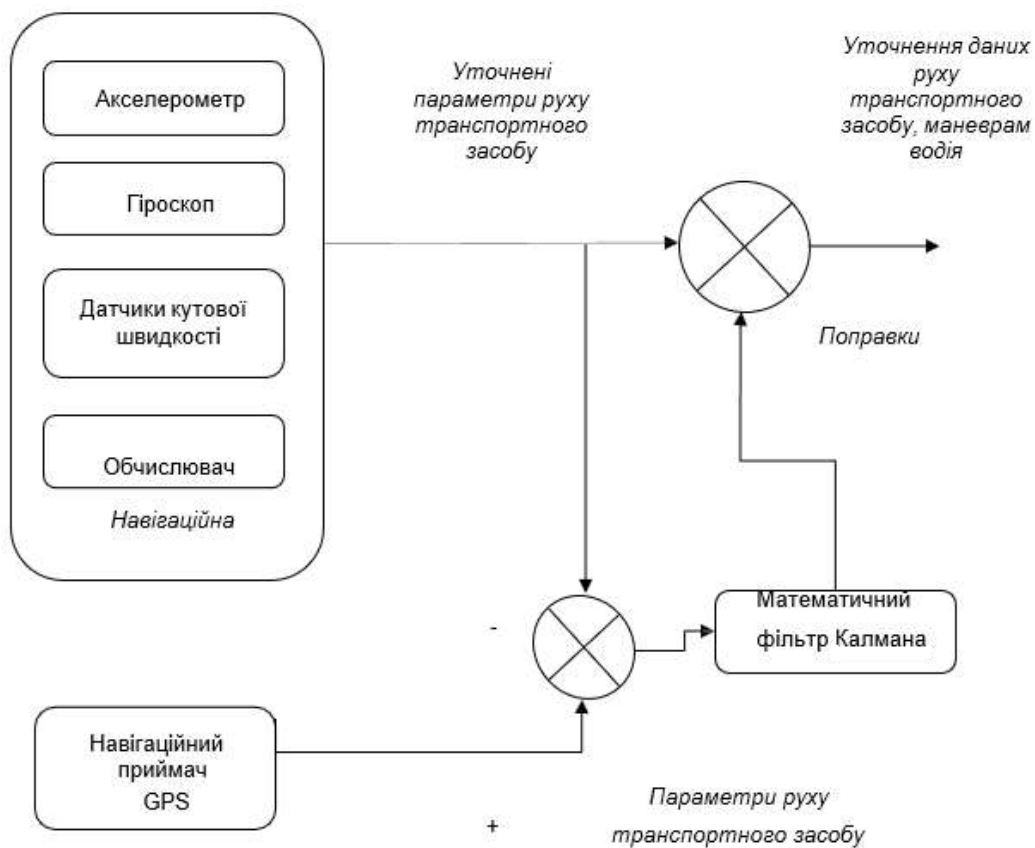 Акселерометр
Гіроскоп
Датчики кутової
швидкості
Обчислювач
Навігаційна
Уточнені
параметри руху
транспортного
засобу
Уточнення даних
руху
транспортного
засобу, маневрам
водія
Поправки
Математичний
фільтр Калмана
-
Навігаційний
приймач
GPS
+
Параметри руху
транспортного засобу